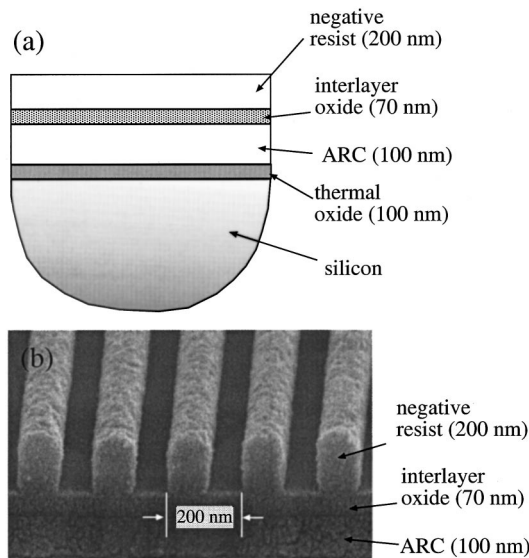 (a)
negative
resist (200 nm)
interlayer
oxide (70 nm)
ARC (100 nm)
thermal
oxide (100 nm)
silicon
(b)
negative
resist (200 nm)
interlayer
oxide (70 nm)
200 nm
ARC (100 nm)